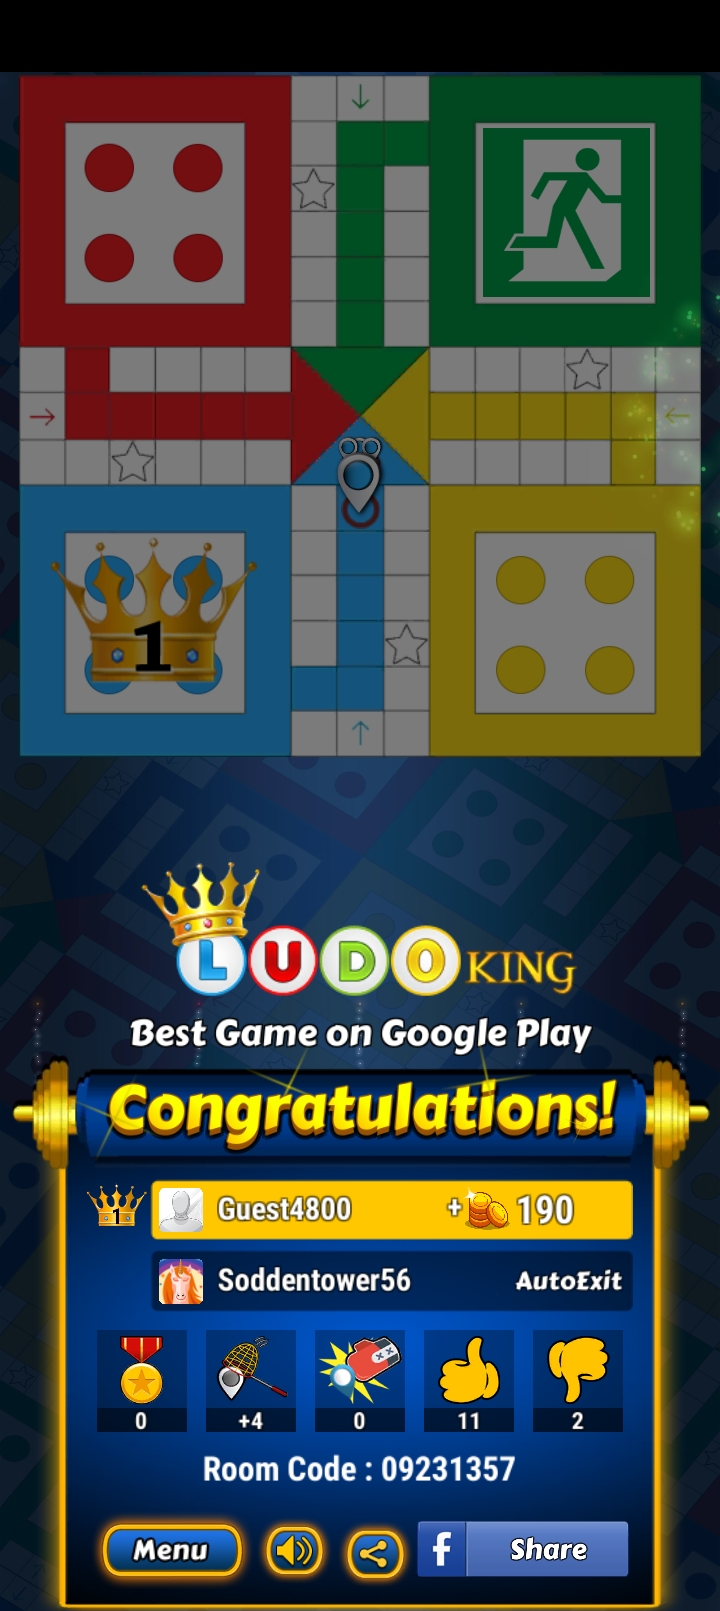 1
LUDO KING
Best Game on Google Play
Congratulations!
1 Guest4800 + 190
Soddentower56 AutoExit
0 +4 0 11 2
Room Code : 09231357
Menu f Share